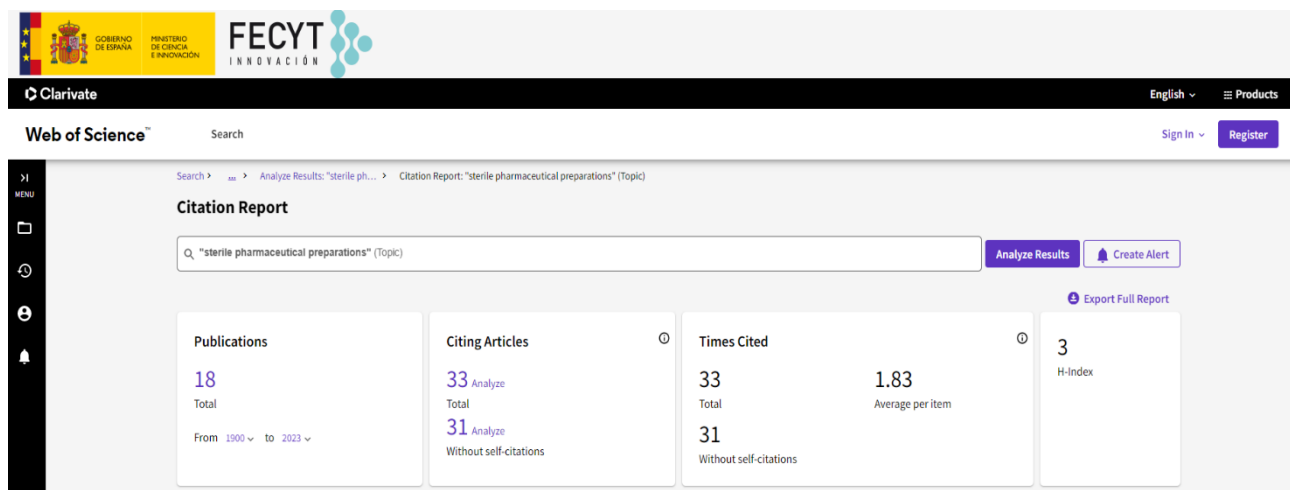 GOBIERNO
DE ESPAÑA
MINISTERIO
DE CIENCIA
E INNOVACIÓN
FECYT
INNOVACIÓN
Clarivate
English
Products
Web of Science™
Search
Sign In
Register
MENU
Search > ... > Analyze Results: "sterile ph... > Citation Report: "sterile pharmaceutical preparations" (Topic)
Citation Report
"sterile pharmaceutical preparations" (Topic)
Analyze Results
Create Alert
Export Full Report
Publications
18
Total
From 1900 to 2023
Citing Articles
33 Analyze
Total
31 Analyze
Without self-citations
Times Cited
33
Total
1.83
Average per item
31
Without self-citations
3
H-Index